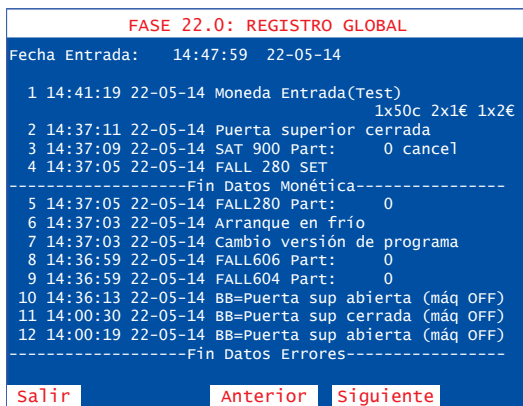 FASE 22.0: REGISTRO GLOBAL
Fecha Entrada: 14:47:59 22-05-14
1 14:41:19 22-05-14 Moneda Entrada(Test)
1x50c 2x1€ 1x2€
2 14:37:11 22-05-14 Puerta superior cerrada
3 14:37:09 22-05-14 SAT 900 Part: 0 cancel
4 14:37:05 22-05-14 FALL 280 SET
-------------------Fin Datos Monética----------------
5 14:37:05 22-05-14 FALL280 Part: 0
6 14:37:03 22-05-14 Arranque en frío
7 14:37:03 22-05-14 Cambio versión de programa
8 14:36:59 22-05-14 FALL606 Part: 0
9 14:36:59 22-05-14 FALL604 Part: 0
10 14:36:13 22-05-14 BB=Puerta sup abierta (máq OFF)
11 14:00:30 22-05-14 BB=Puerta sup cerrada (máq OFF)
12 14:00:19 22-05-14 BB=Puerta sup abierta (máq OFF)
-------------------Fin Datos Errores-----------------
Salir Anterior Siguiente